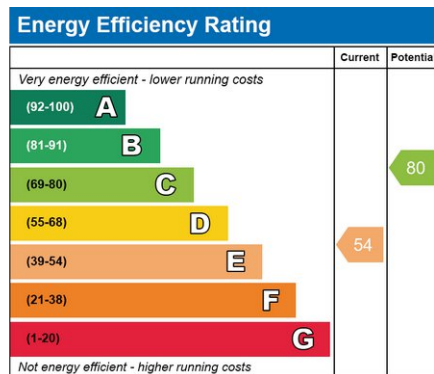 Energy Efficiency Rating
Current Potential
Very energy efficient - lower running costs
(92-100) A
(81-91) B
(69-80) C
80
(55-68) D
(39-54) E
54
(21-38) F
(1-20) G
Not energy efficient - higher running costs